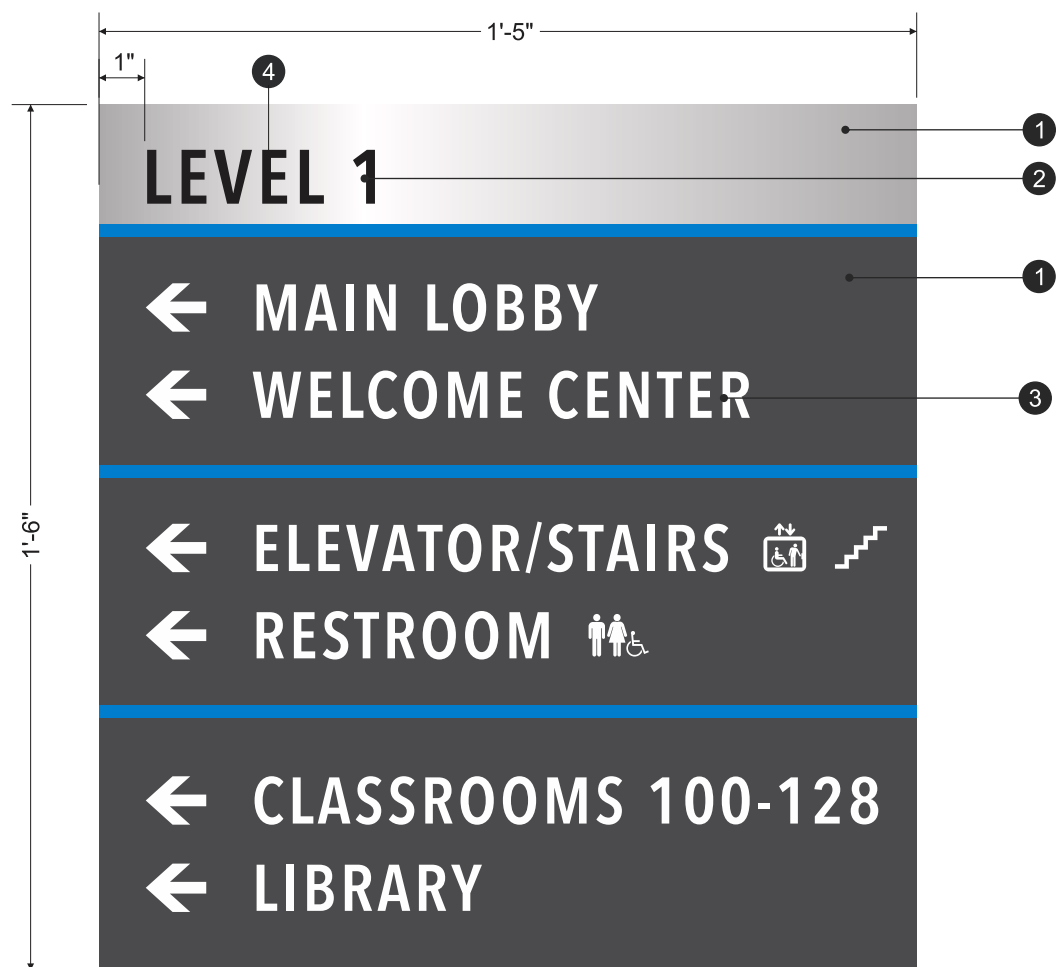 1'-5"
1"
4
1
LEVEL 1
2
1
MAIN LOBBY
WELCOME CENTER
3
1'-6"
ELEVATOR/STAIRS
RESTROOM
CLASSROOMS 100-128
LIBRARY